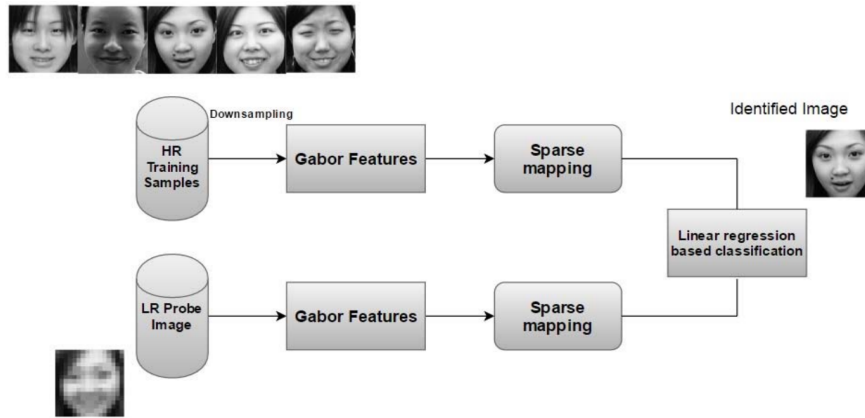 Downsampling
HR
Training
Samples
Gabor Features
Sparse
mapping
Identified Image
Linear regression
based classification
LR Probe
Image
Gabor Features
Sparse
mapping